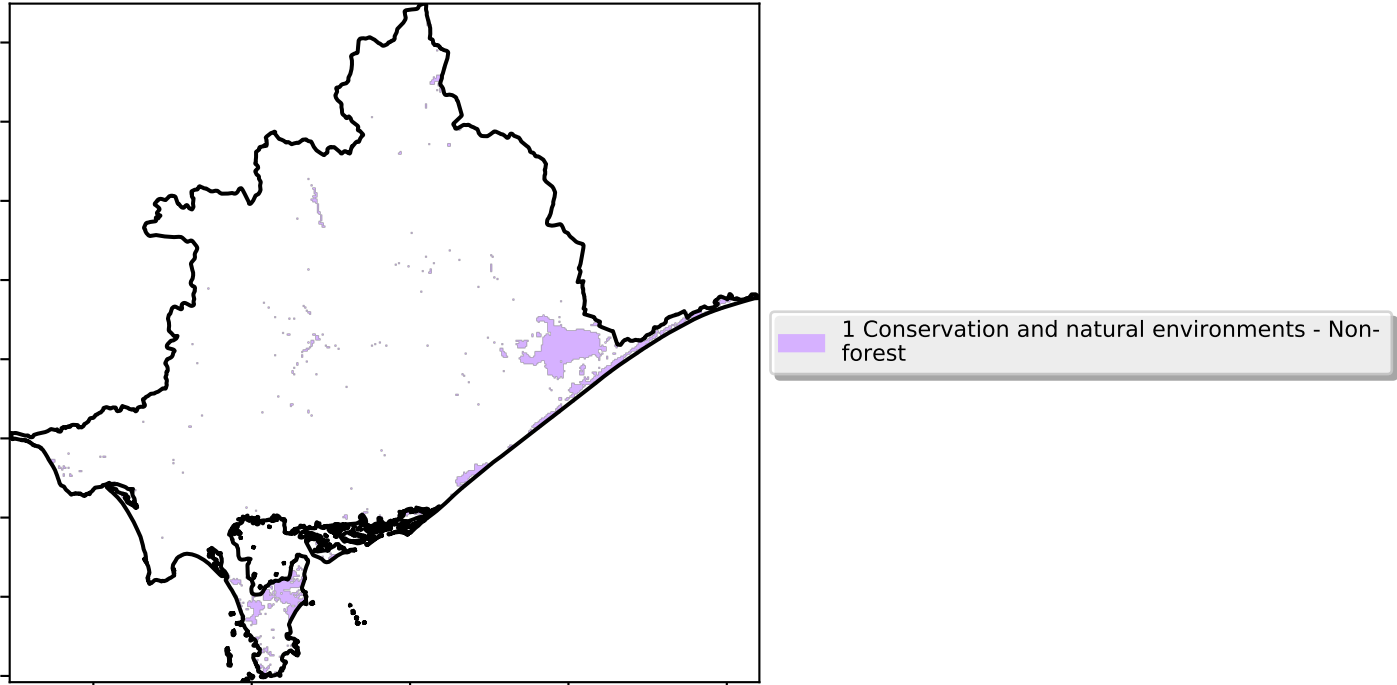 1 Conservation and natural environments - Non-
forest